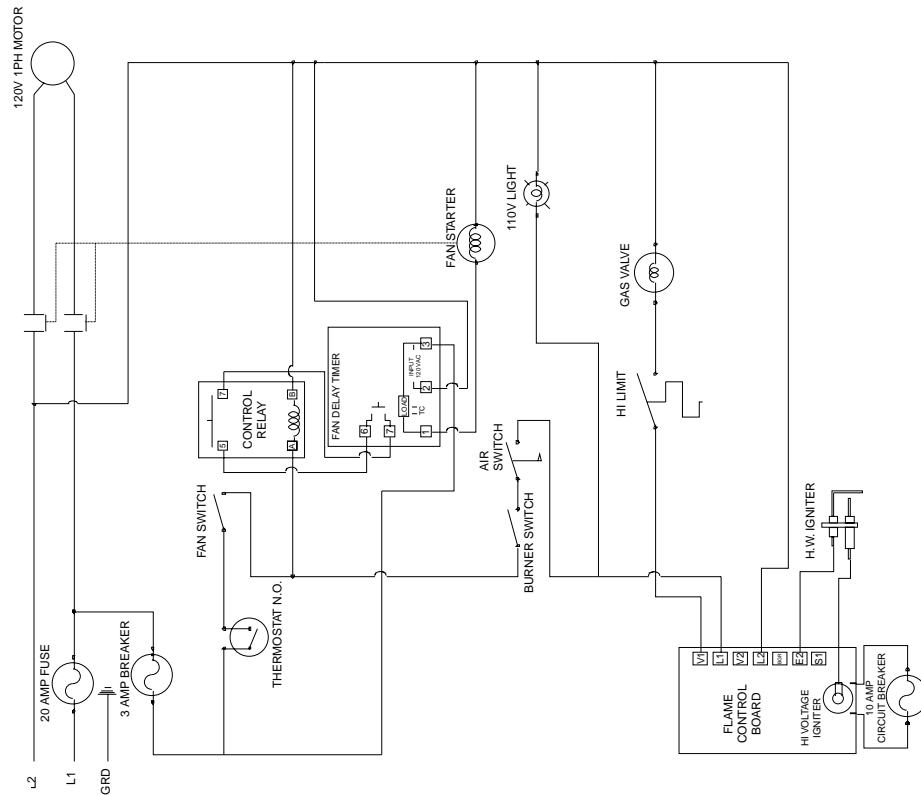 120V 1PH MOTOR
L2
L1
GRD
20 AMP FUSE
3 AMP BREAKER
THERMOSTAT N.O.
FAN SWITCH
5
7
CONTROL
RELAY
A
B
FAN DELAY TIMER
6
7
LOAD
TC
INPUT
120VAC
1
2
3
FAN STARTER
AIR
SWITCH
BURNER SWITCH
110V LIGHT
GAS VALVE
HI LIMIT
H.W. IGNITER
V1
L1
V2
L2
BGR
E2
S1
FLAME
CONTROL
BOARD
HI VOLTAGE
IGNITER
10 AMP
CIRCUIT BREAKER